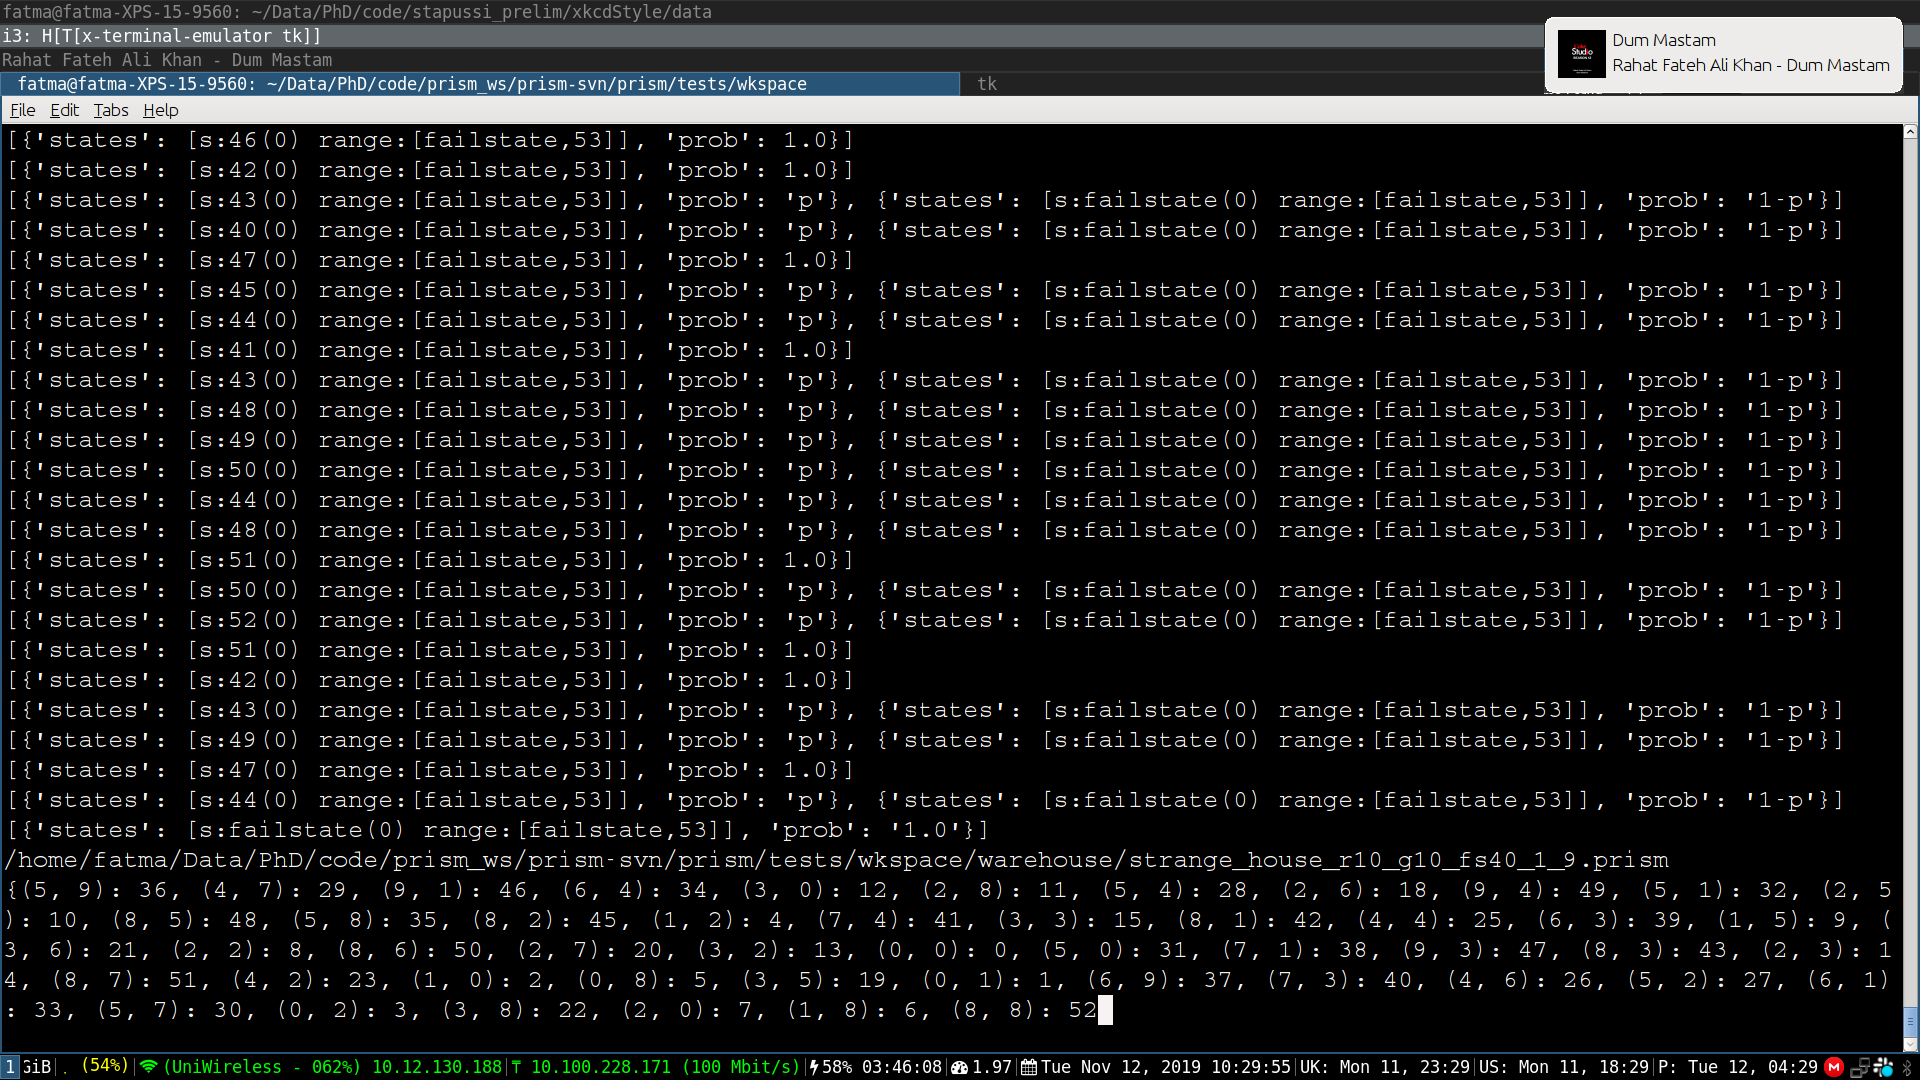 fatma@fatma-XPS-15-9560: ~/Data/PhD/code/stapussi_prelim/xkcdStyle/data
i3: H[T[x-terminal-emulator tk]]
Rahat Fateh Ali Khan - Dum Mastam
Dum Mastam
Rahat Fateh Ali Khan - Dum Mastam
Studio
fatma@fatma-XPS-15-9560: ~/Data/PhD/code/prism_ws/prism-svn/prism/tests/wkspace
tk
File Edit Tabs Help
[{'states': [s:46(0) range:[failstate,53]], 'prob': 1.0}]
[{'states': [s:42(0) range:[failstate,53]], 'prob': 1.0}]
[{'states': [s:43(0) range:[failstate,53]], 'prob': 'p'}, {'states': [s:failstate(0) range:[failstate,53]], 'prob': '1-p'}]
[{'states': [s:40(0) range:[failstate,53]], 'prob': 'p'}, {'states': [s:failstate(0) range:[failstate,53]], 'prob': '1-p'}]
[{'states': [s:47(0) range:[failstate,53]], 'prob': 1.0}]
[{'states': [s:45(0) range:[failstate,53]], 'prob': 'p'}, {'states': [s:failstate(0) range:[failstate,53]], 'prob': '1-p'}]
[{'states': [s:44(0) range:[failstate,53]], 'prob': 'p'}, {'states': [s:failstate(0) range:[failstate,53]], 'prob': '1-p'}]
[{'states': [s:41(0) range:[failstate,53]], 'prob': 1.0}]
[{'states': [s:43(0) range:[failstate,53]], 'prob': 'p'}, {'states': [s:failstate(0) range:[failstate,53]], 'prob': '1-p'}]
[{'states': [s:48(0) range:[failstate,53]], 'prob': 'p'}, {'states': [s:failstate(0) range:[failstate,53]], 'prob': '1-p'}]
[{'states': [s:49(0) range:[failstate,53]], 'prob': 'p'}, {'states': [s:failstate(0) range:[failstate,53]], 'prob': '1-p'}]
[{'states': [s:50(0) range:[failstate,53]], 'prob': 'p'}, {'states': [s:failstate(0) range:[failstate,53]], 'prob': '1-p'}]
[{'states': [s:44(0) range:[failstate,53]], 'prob': 'p'}, {'states': [s:failstate(0) range:[failstate,53]], 'prob': '1-p'}]
[{'states': [s:48(0) range:[failstate,53]], 'prob': 'p'}, {'states': [s:failstate(0) range:[failstate,53]], 'prob': '1-p'}]
[{'states': [s:51(0) range:[failstate,53]], 'prob': 1.0}]
[{'states': [s:50(0) range:[failstate,53]], 'prob': 'p'}, {'states': [s:failstate(0) range:[failstate,53]], 'prob': '1-p'}]
[{'states': [s:52(0) range:[failstate,53]], 'prob': 'p'}, {'states': [s:failstate(0) range:[failstate,53]], 'prob': '1-p'}]
[{'states': [s:51(0) range:[failstate,53]], 'prob': 1.0}]
[{'states': [s:42(0) range:[failstate,53]], 'prob': 1.0}]
[{'states': [s:43(0) range:[failstate,53]], 'prob': 'p'}, {'states': [s:failstate(0) range:[failstate,53]], 'prob': '1-p'}]
[{'states': [s:49(0) range:[failstate,53]], 'prob': 'p'}, {'states': [s:failstate(0) range:[failstate,53]], 'prob': '1-p'}]
[{'states': [s:47(0) range:[failstate,53]], 'prob': 1.0}]
[{'states': [s:44(0) range:[failstate,53]], 'prob': 'p'}, {'states': [s:failstate(0) range:[failstate,53]], 'prob': '1-p'}]
[{'states': [s:failstate(0) range:[failstate,53]], 'prob': '1.0'}]
/home/fatma/Data/PhD/code/prism_ws/prism-svn/prism/tests/wkspace/warehouse/strange_house_r10_g10_fs40_1_9.prism
{(5, 9): 36, (4, 7): 29, (9, 1): 46, (6, 4): 34, (3, 0): 12, (2, 8): 11, (5, 4): 28, (2, 6): 18, (9, 4): 49, (5, 1): 32, (2, 5
): 10, (8, 5): 48, (5, 8): 35, (8, 2): 45, (1, 2): 4, (7, 4): 41, (3, 3): 15, (8, 1): 42, (4, 4): 25, (6, 3): 39, (1, 5): 9, (
3, 6): 21, (2, 2): 8, (8, 6): 50, (2, 7): 20, (3, 2): 13, (0, 0): 0, (5, 0): 31, (7, 1): 38, (9, 3): 47, (8, 3): 43, (2, 3): 1
4, (8, 7): 51, (4, 2): 23, (1, 0): 2, (0, 8): 5, (3, 5): 19, (0, 1): 1, (6, 9): 37, (7, 3): 40, (4, 6): 26, (5, 2): 27, (6, 1)
: 33, (5, 7): 30, (0, 2): 3, (3, 8): 22, (2, 0): 7, (1, 8): 6, (8, 8): 52
1 GiB|. (54%)|(UniWireless - 062%) 10.12.130.188|10.100.228.171 (100 Mbit/s)|58% 03:46:08|1.97|Tue Nov 12, 2019 10:29:55|UK: Mon 11, 23:29|US: Mon 11, 18:29|P: Tue 12, 04:29